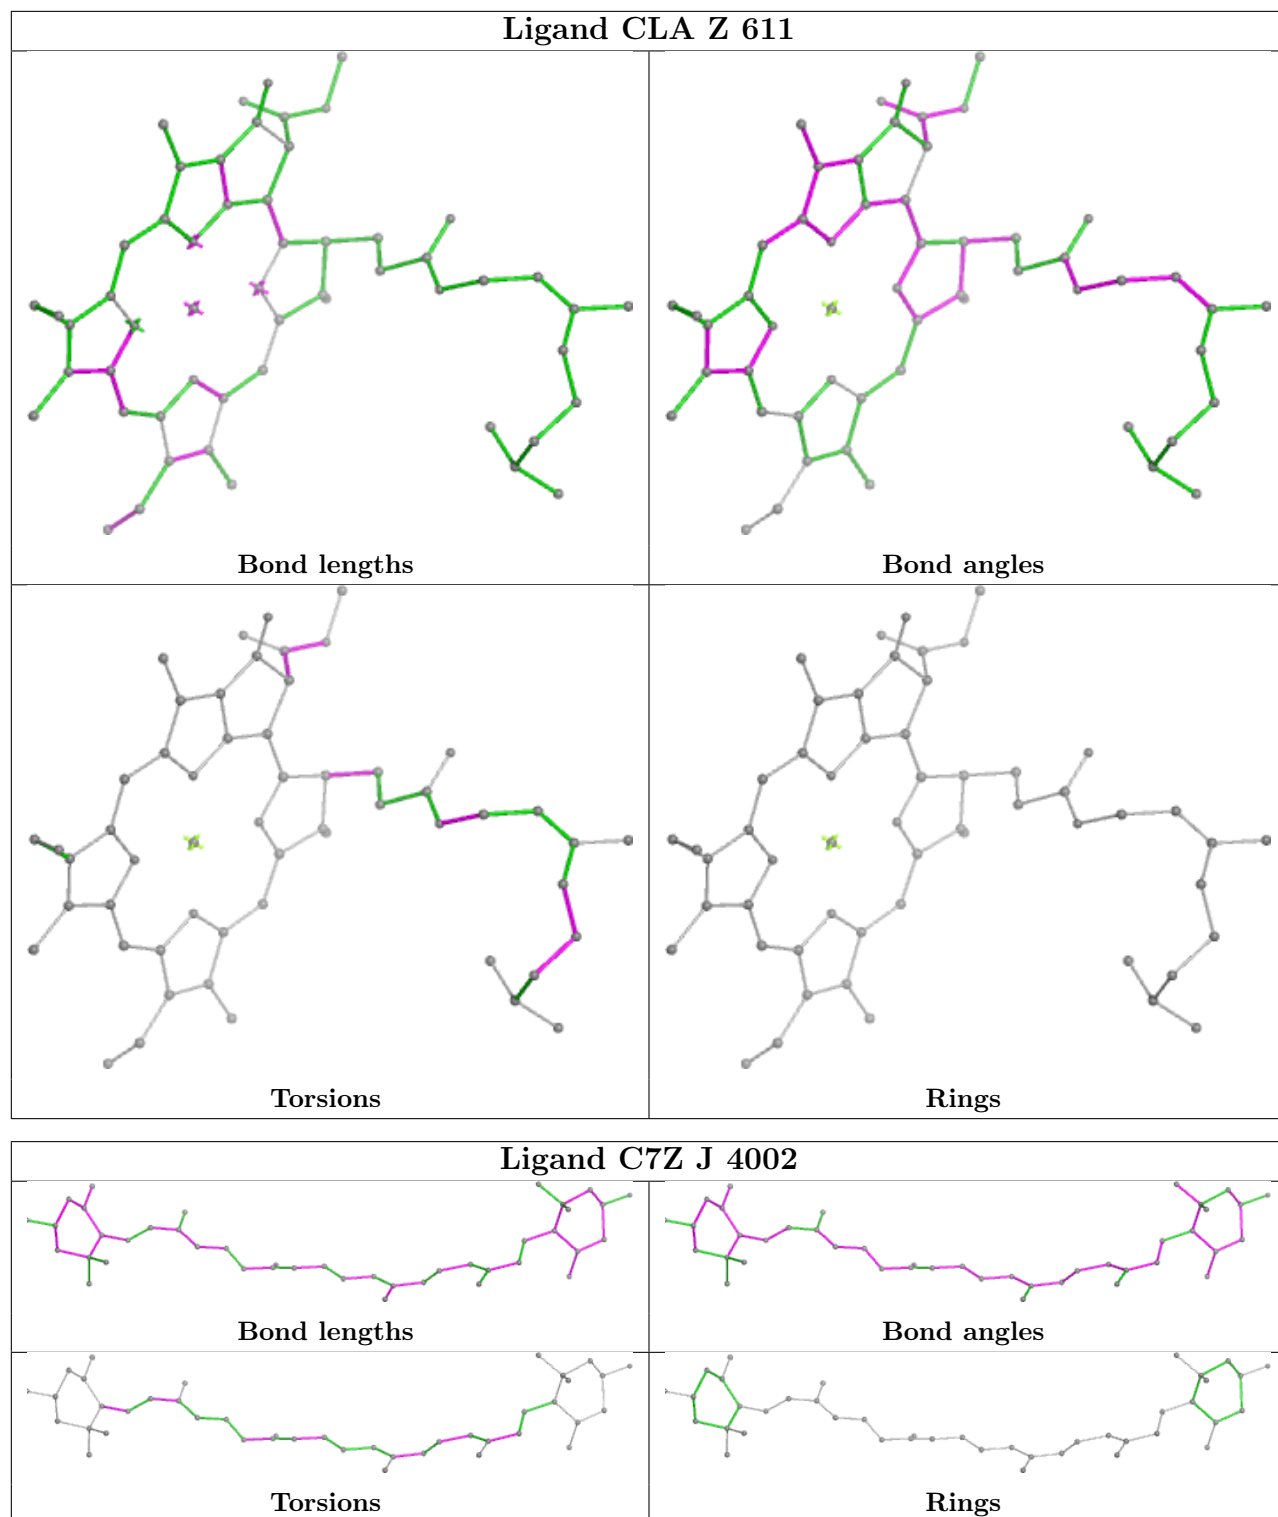 Ligand CLA Z 611
Bond lengths
Bond angles
Torsions
Rings
Ligand C7Z J 4002
Bond lengths
Bond angles
Torsions
Rings